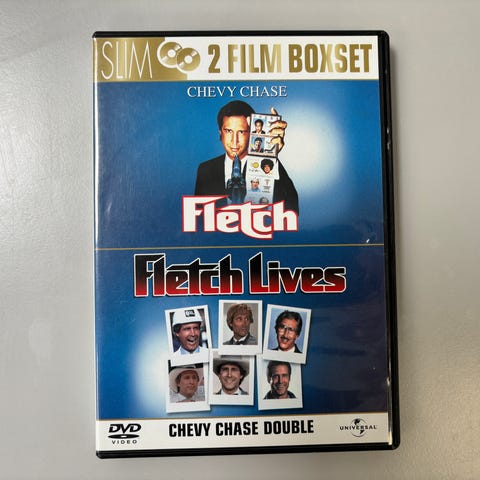 SLIM 2 FILM BOXSET
CHEVY CHASE
Fletch
Fletch Lives
DVD
VIDEO
CHEVY CHASE DOUBLE
UNIVERSAL